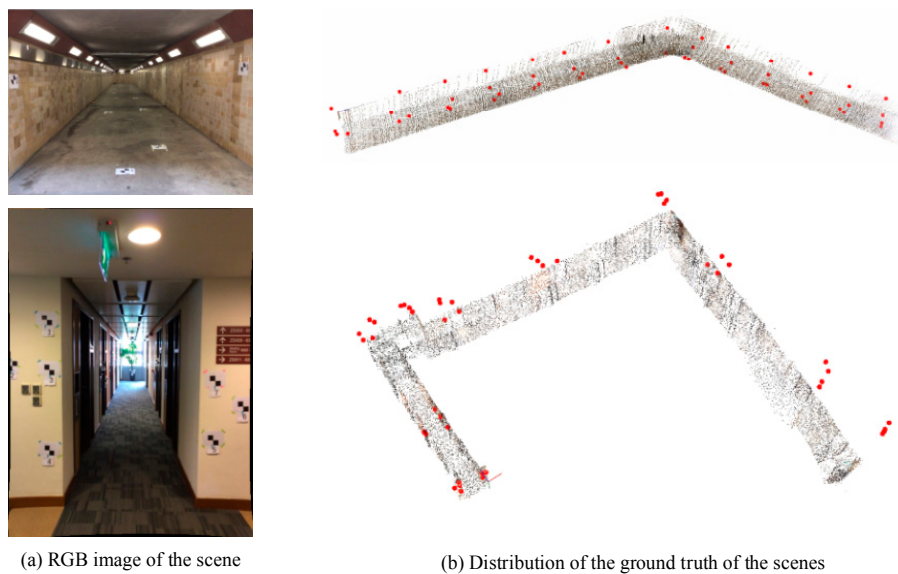 (a) RGB image of the scene
(b) Distribution of the ground truth of the scenes